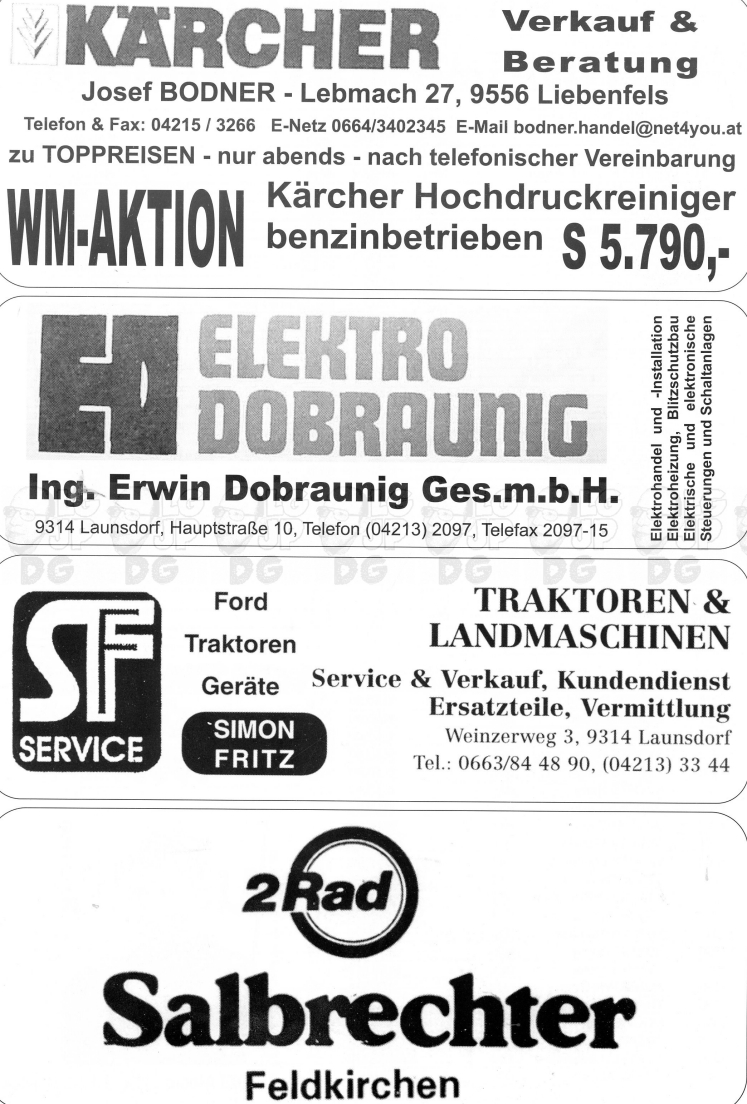 KÄRCHER
Verkauf &
Beratung
Josef BODNER - Lebmach 27, 9556 Liebenfels
Telefon & Fax: 04215 / 3266 E-Netz 0664/3402345 E-Mail bodner.handel@net4you.at
zu TOPPREISEN - nur abends - nach telefonischer Vereinbarung
WM-AKTION
Kärcher Hochdruckreiniger
benzinbetrieben S 5.790,-
ELEKTRO
DOBRAUNIG
Ing. Erwin Dobraunig Ges.m.b.H.
9314 Launsdorf, Hauptstraße 10, Telefon (04213) 2097, Telefax 2097-15
Elektrohandel und -Installation
Elektroheizung, Blitzschutzbau
Elektrische und elektronische
Steuerungen und Schaltanlagen
SF
SERVICE
Ford
Traktoren
Geräte
SIMON
FRITZ
TRAKTOREN &
LANDMASCHINEN
Service & Verkauf, Kundendienst
Ersatzteile, Vermittlung
Weinzerweg 3, 9314 Launsdorf
Tel.: 0663/84 48 90, (04213) 33 44
2Rad
Salbrechter
Feldkirchen